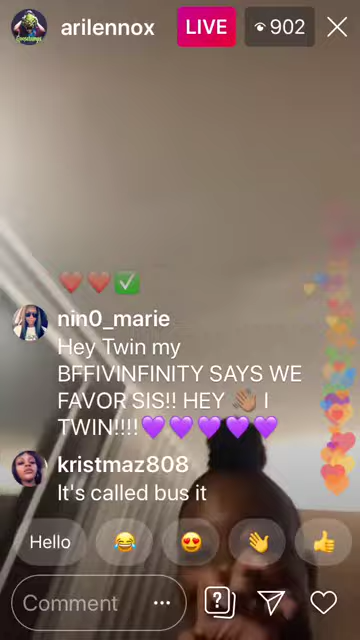 arilennox LIVE 902
❤️ ❤️ ✅
nin0_marie
Hey Twin my
BFFIVINFINITY SAYS WE
FAVOR SIS!! HEY 👋🏽 I
TWIN!!!!💜💜💜💜💜
kristmaz808
It's called bus it
Hello 😂 😍 👋 👍
Comment